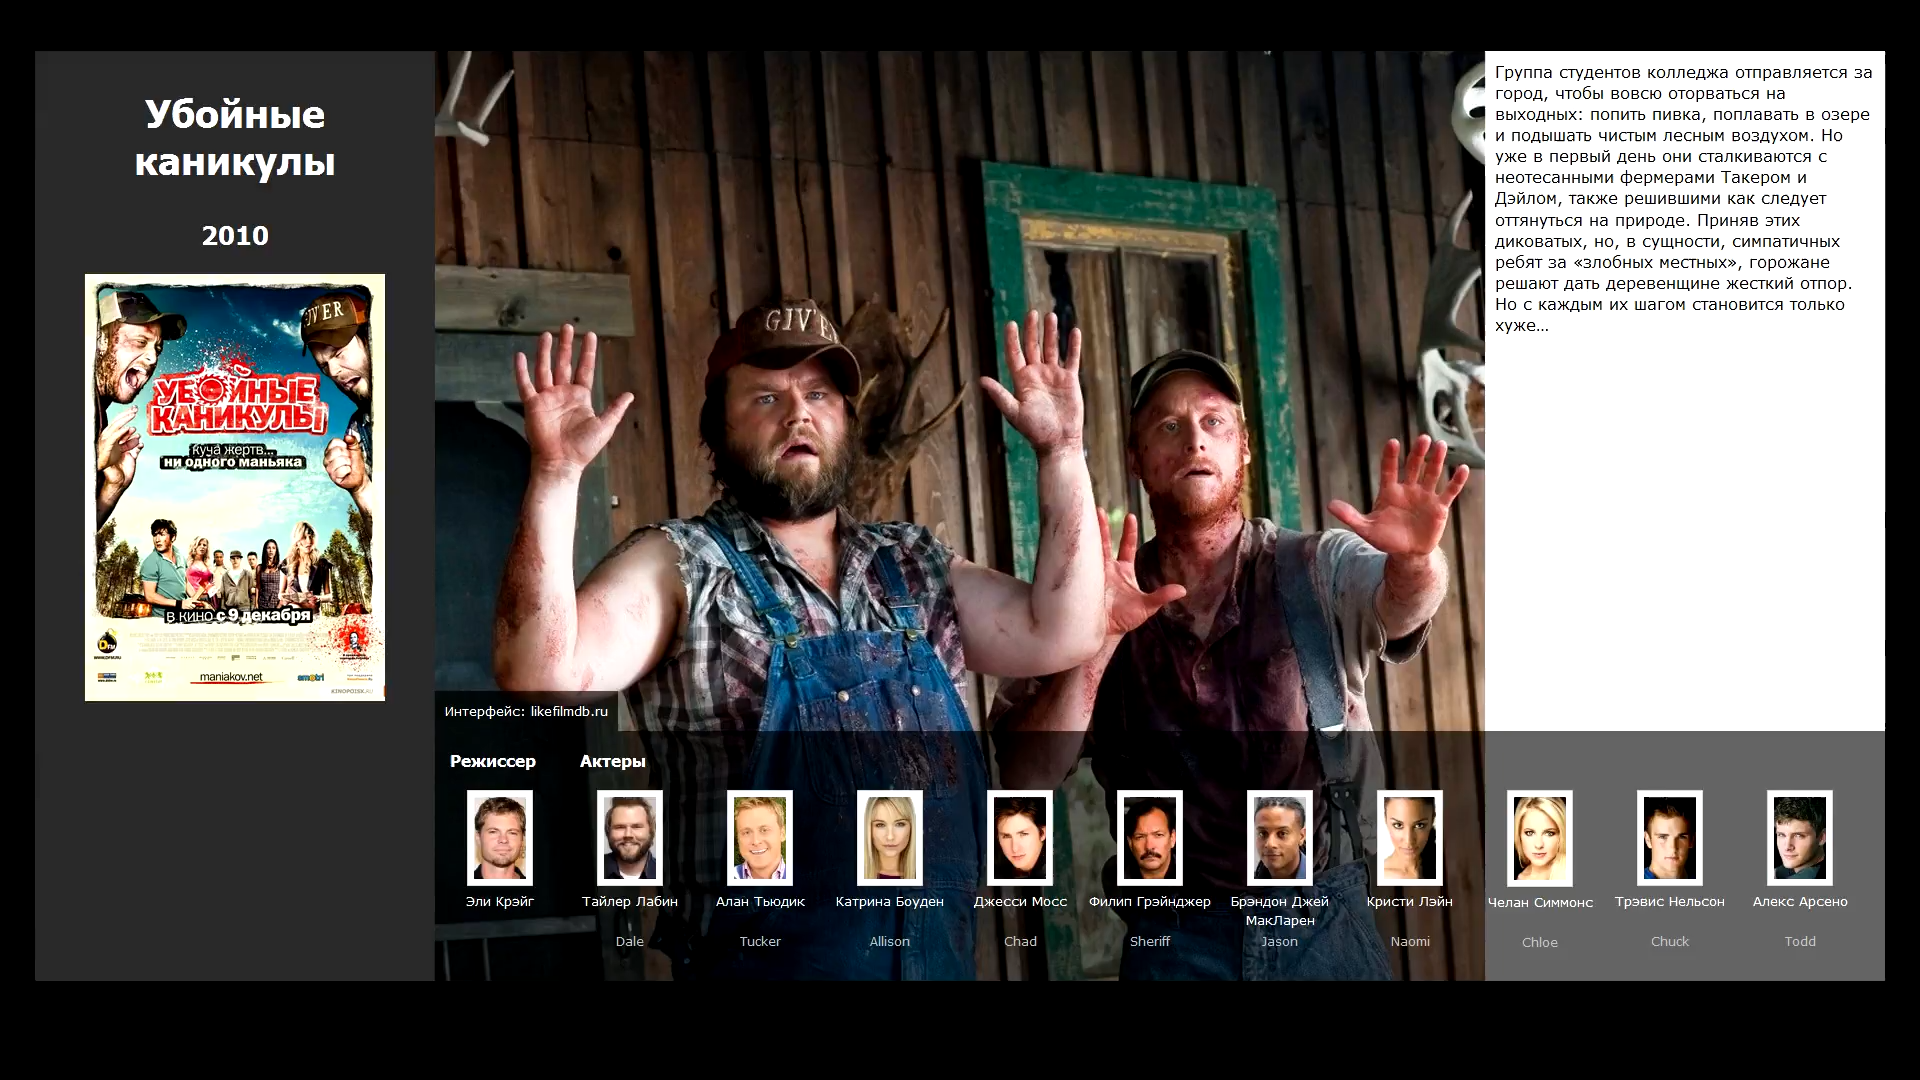 Убойные
каникулы
2010
GIVER
УБОЙНЫЕ
КАНИКУЛЫ
куча жертв...
ни одного маньяка
в кино с 9 декабря
maniakov.net
smotri
KINOPOISK.RU
GIV'ER
Группа студентов колледжа отправляется за
город, чтобы вовсю оторваться на
выходных: попить пивка, поплавать в озере
и подышать чистым лесным воздухом. Но
уже в первый день они сталкиваются с
неотесанными фермерами Такером и
Дэйлом, также решившими как следует
оттянуться на природе. Приняв этих
диковатых, но, в сущности, симпатичных
ребят за «злобных местных», горожане
решают дать деревенщине жесткий отпор.
Но с каждым их шагом становится только
хуже…
Интерфейс: likefilmdb.ru
Режиссер
Актеры
Эли Крэйг
Тайлер Лабин
Алан Тьюдик
Катрина Боуден
Джесси Мосс
Филип Грэйнджер
Брэндон Джей
МакЛарен
Кристи Лэйн
Челан Симмонс
Трэвис Нельсон
Алекс Арсено
Dale
Tucker
Allison
Chad
Sheriff
Jason
Naomi
Chloe
Chuck
Todd